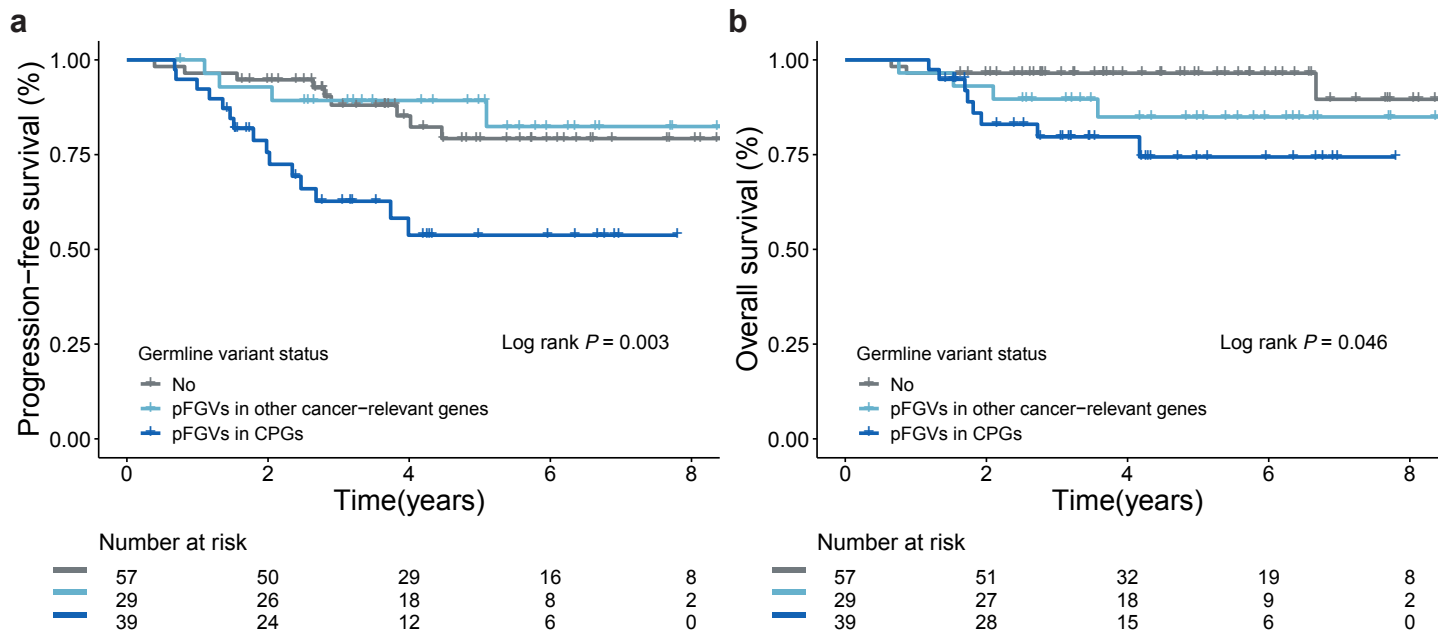 a
Progression−free survival (%)
1.00
0.75
0.50
0.25
0.00
Log rank P = 0.003
Germline variant status
No
pFGVs in other cancer−relevant genes
pFGVs in CPGs
0 2 4 6 8
Time(years)
Number at risk
57 50 29 16 8
29 26 18 8 2
39 24 12 6 0
b
Overall survival (%)
1.00
0.75
0.50
0.25
0.00
Log rank P = 0.046
Germline variant status
No
pFGVs in other cancer−relevant genes
pFGVs in CPGs
0 2 4 6 8
Time(years)
Number at risk
57 51 32 19 8
29 27 18 9 2
39 28 15 6 0